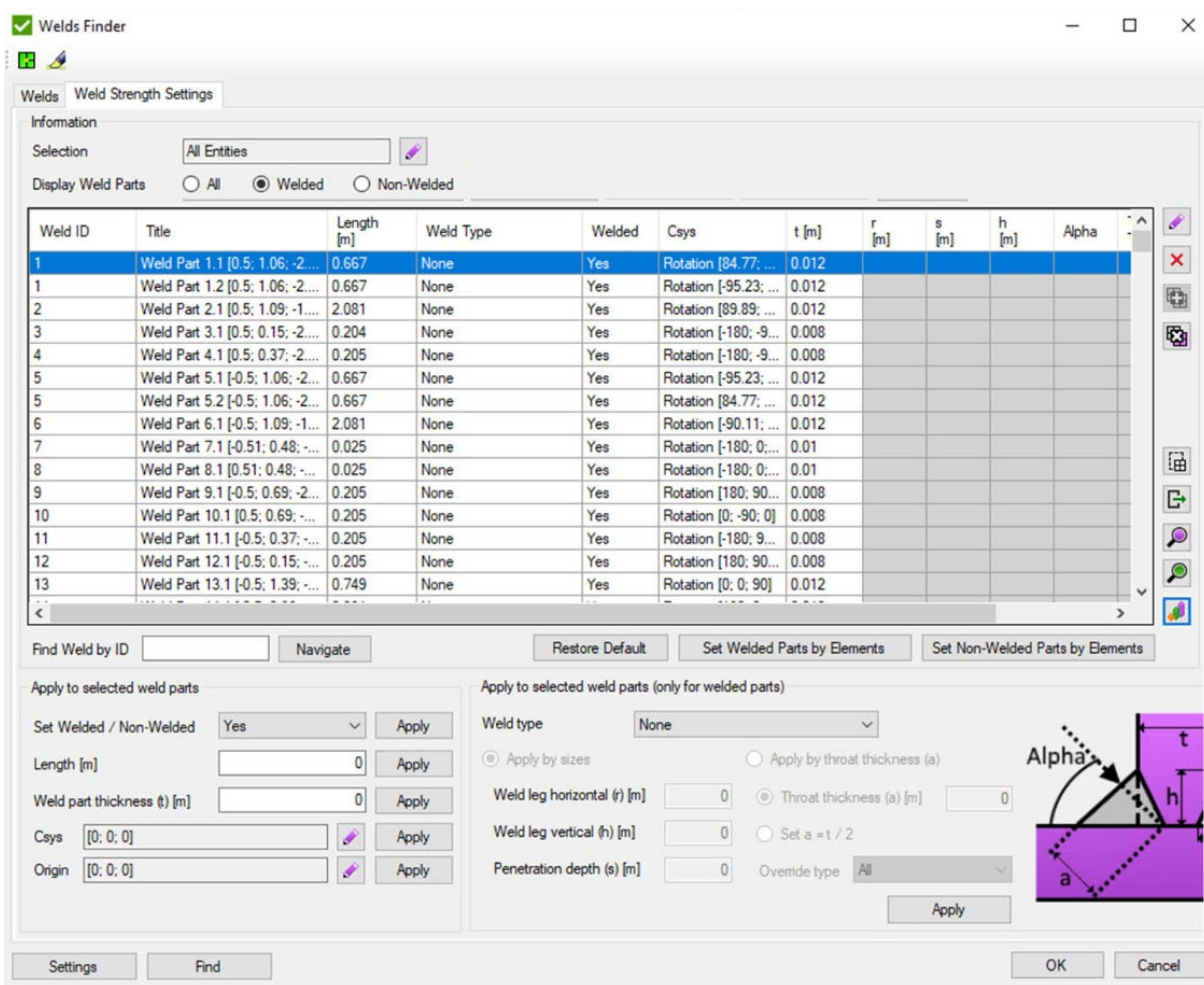 Welds Finder
Welds Weld Strength Settings
Information
Selection All Entities
Display Weld Parts All Welded Non-Welded
Weld ID Title Length [m] Weld Type Welded Csys t [m] r [m] s [m] h [m] Alpha
1 Weld Part 1.1 [0.5; 1.06; -2.... 0.667 None Yes Rotation [84.77; ... 0.012
1 Weld Part 1.2 [0.5; 1.06; -2.... 0.667 None Yes Rotation [-95.23; ... 0.012
2 Weld Part 2.1 [0.5; 1.09; -1.... 2.081 None Yes Rotation [89.89; ... 0.012
3 Weld Part 3.1 [0.5; 0.15; -2.... 0.204 None Yes Rotation [-180; -9... 0.008
4 Weld Part 4.1 [0.5; 0.37; -2.... 0.205 None Yes Rotation [-180; -9... 0.008
5 Weld Part 5.1 [-0.5; 1.06; -2... 0.667 None Yes Rotation [-95.23; ... 0.012
5 Weld Part 5.2 [-0.5; 1.06; -2... 0.667 None Yes Rotation [84.77; ... 0.012
6 Weld Part 6.1 [-0.5; 1.09; -1... 2.081 None Yes Rotation [-90.11; ... 0.012
7 Weld Part 7.1 [-0.51; 0.48; -... 0.025 None Yes Rotation [-180; 0;... 0.01
8 Weld Part 8.1 [0.51; 0.48; -... 0.025 None Yes Rotation [-180; 0;... 0.01
9 Weld Part 9.1 [-0.5; 0.69; -2... 0.205 None Yes Rotation [180; 90... 0.008
10 Weld Part 10.1 [0.5; 0.69; -... 0.205 None Yes Rotation [0; -90; 0] 0.008
11 Weld Part 11.1 [-0.5; 0.37; -... 0.205 None Yes Rotation [-180; 9... 0.008
12 Weld Part 12.1 [-0.5; 0.15; -... 0.205 None Yes Rotation [180; 90... 0.008
13 Weld Part 13.1 [-0.5; 1.39; -... 0.749 None Yes Rotation [0; 0; 90] 0.012
Find Weld by ID Navigate Restore Default Set Welded Parts by Elements Set Non-Welded Parts by Elements
Apply to selected weld parts
Set Welded / Non-Welded Yes Apply
Length [m] 0 Apply
Weld part thickness (t) [m] 0 Apply
Csys [0; 0; 0] Apply
Origin [0; 0; 0] Apply
Apply to selected weld parts (only for welded parts)
Weld type None
Apply by sizes Apply by throat thickness (a)
Weld leg horizontal (r) [m] 0 Throat thickness (a) [m] 0
Weld leg vertical (h) [m] 0 Set a = t / 2
Penetration depth (s) [m] 0 Override type All
Apply
t
Alpha
h
a
Settings Find OK Cancel